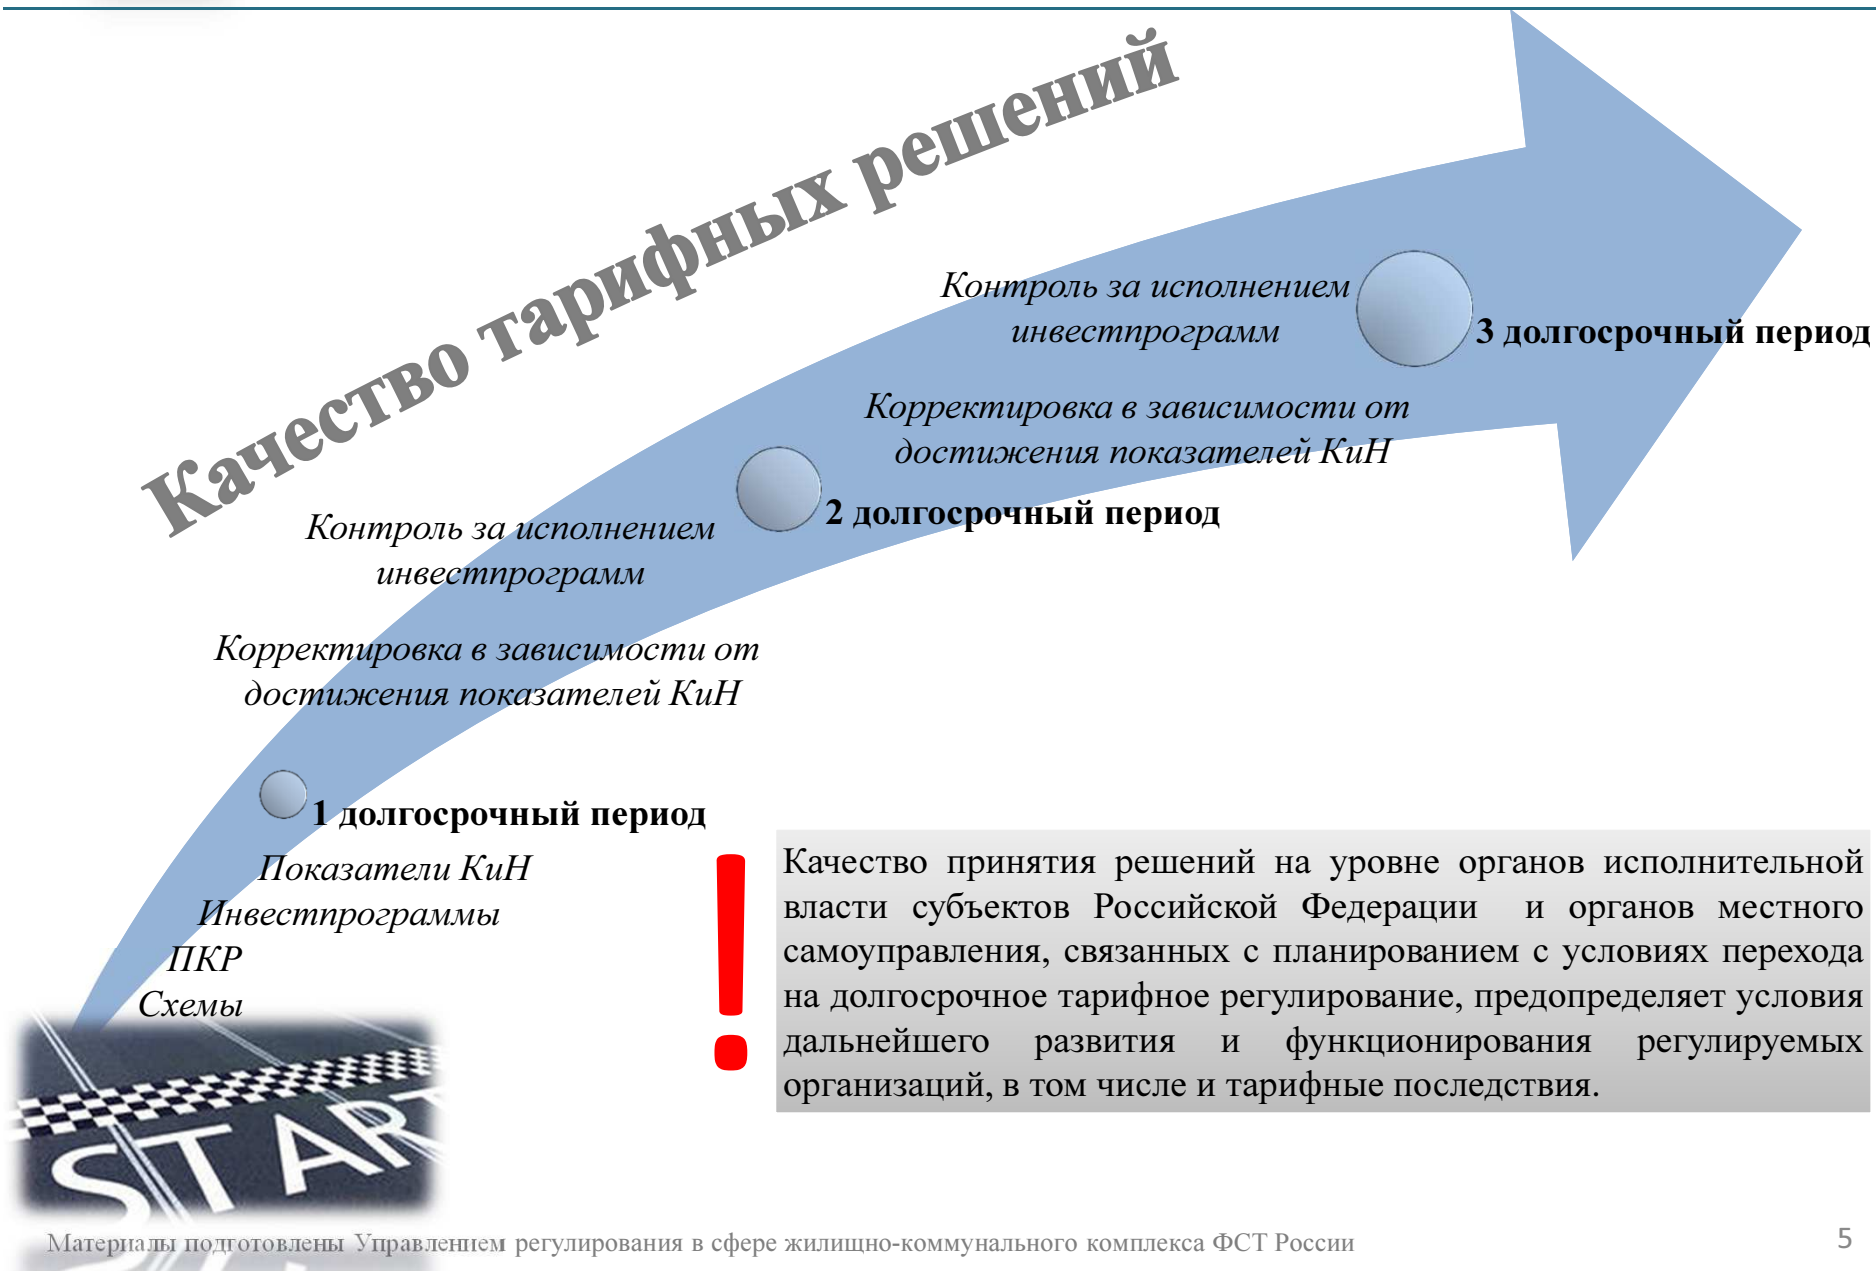 Качество тарифных решений
Контроль за исполнением
инвестпрограмм
3 долгосрочный период
Корректировка в зависимости от
достижения показателей КиН
2 долгосрочный период
Контроль за исполнением
инвестпрограмм
Корректировка в зависимости от
достижения показателей КиН
1 долгосрочный период
Показатели КиН
Инвестпрограммы
ПКР
Схемы
START
!
Качество принятия решений на уровне органов исполнительной
власти субъектов Российской Федерации и органов местного
самоуправления, связанных с планированием с условиях перехода
на долгосрочное тарифное регулирование, предопределяет условия
дальнейшего развития и функционирования регулируемых
организаций, в том числе и тарифные последствия.
Материалы подготовлены Управлением регулирования в сфере жилищно-коммунального комплекса ФСТ России
5